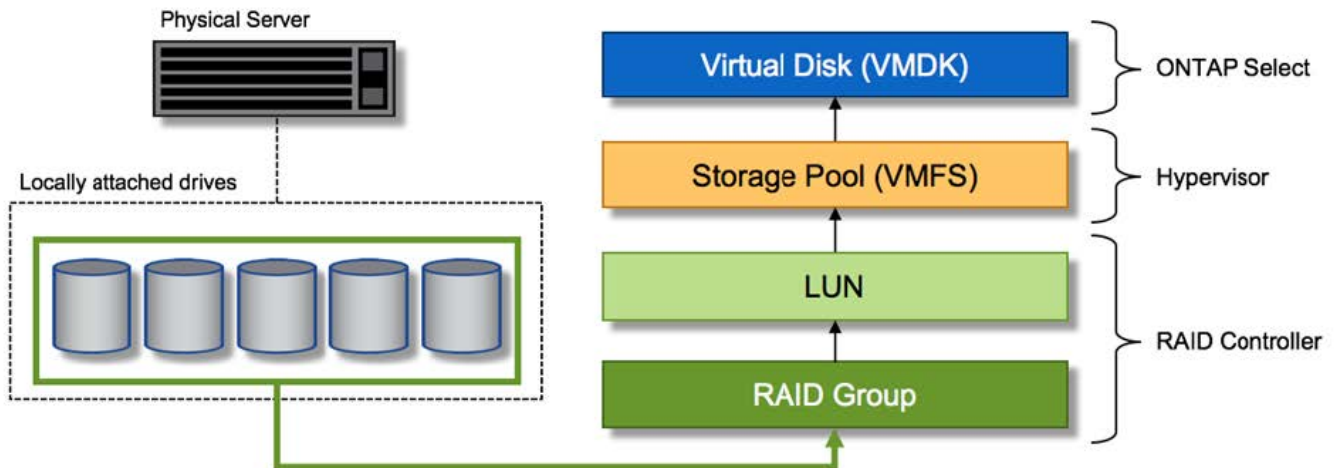 Physical Server
Locally attached drives
Virtual Disk (VMDK)
ONTAP Select
Storage Pool (VMFS)
Hypervisor
LUN
RAID Controller
RAID Group